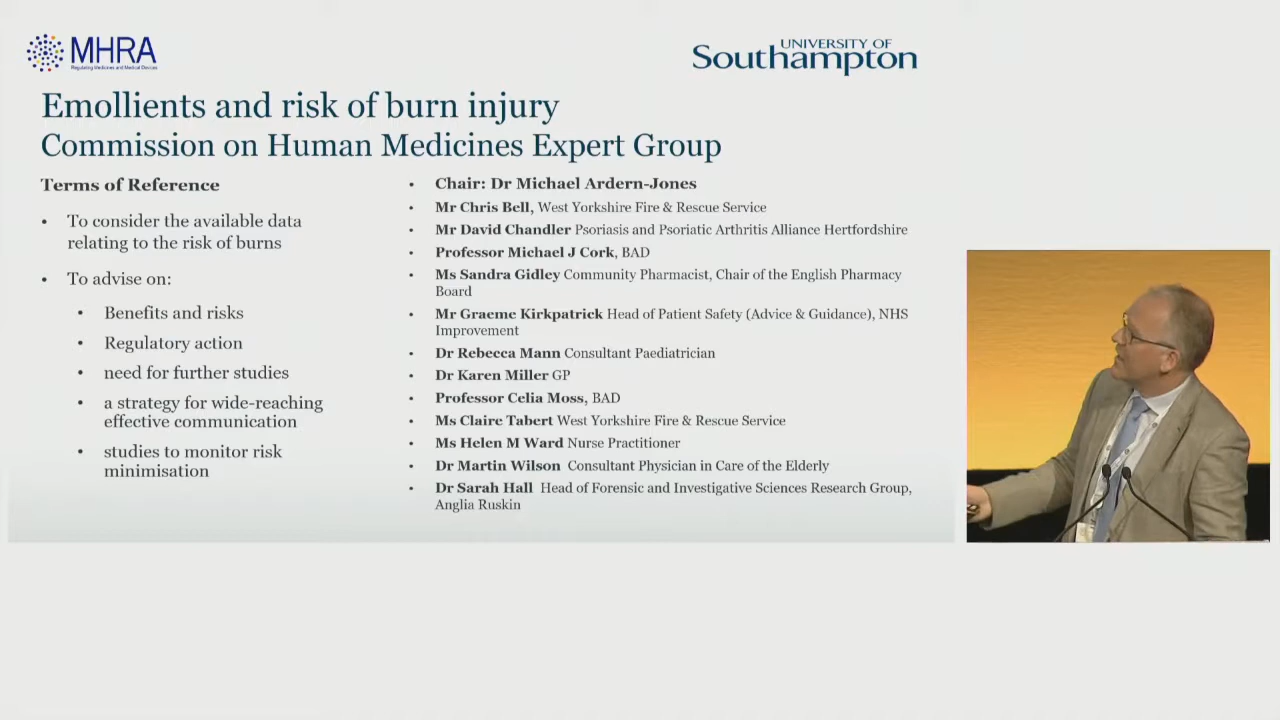 MHRA
Regulating Medicines and Medical Devices
UNIVERSITY OF
Southampton
Emollients and risk of burn injury
Commission on Human Medicines Expert Group
Terms of Reference
• To consider the available data
relating to the risk of burns
• To advise on:
• Benefits and risks
• Regulatory action
• need for further studies
• a strategy for wide-reaching
effective communication
• studies to monitor risk
minimisation
• Chair: Dr Michael Ardern-Jones
• Mr Chris Bell, West Yorkshire Fire & Rescue Service
• Mr David Chandler Psoriasis and Psoriatic Arthritis Alliance Hertfordshire
• Professor Michael J Cork, BAD
• Ms Sandra Gidley Community Pharmacist, Chair of the English Pharmacy
Board
• Mr Graeme Kirkpatrick Head of Patient Safety (Advice & Guidance), NHS
Improvement
• Dr Rebecca Mann Consultant Paediatrician
• Dr Karen Miller GP
• Professor Celia Moss, BAD
• Ms Claire Tabert West Yorkshire Fire & Rescue Service
• Ms Helen M Ward Nurse Practitioner
• Dr Martin Wilson Consultant Physician in Care of the Elderly
• Dr Sarah Hall Head of Forensic and Investigative Sciences Research Group,
Anglia Ruskin